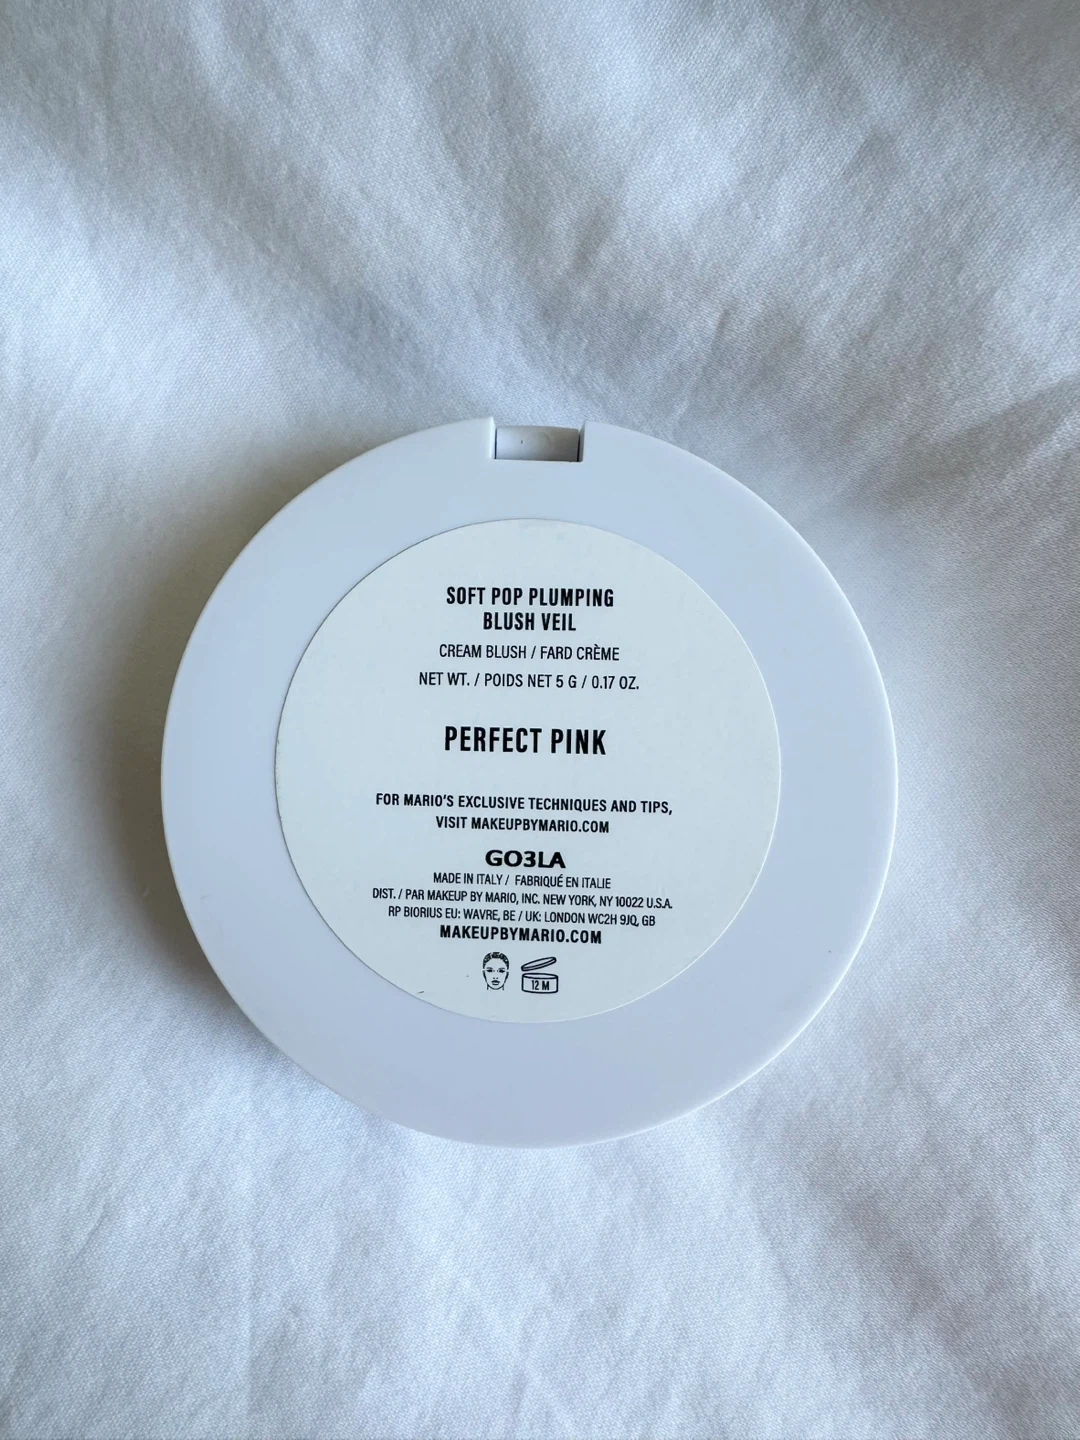 SOFT POP PLUMPING
BLUSH VEIL
CREAM BLUSH / FARD CRÈME
NET WT. / POIDS NET 5 G / 0.17 OZ.
PERFECT PINK
FOR MARIO'S EXCLUSIVE TECHNIQUES AND TIPS,
VISIT MAKEUPBYMARIO.COM
GO3LA
MADE IN ITALY / FABRIQUÉ EN ITALIE
DIST. / PAR MAKEUP BY MARIO, INC. NEW YORK, NY 10022 U.S.A.
RP BIORIUS EU: WAVRE, BE / UK: LONDON WC2H 9JQ, GB
MAKEUPBYMARIO.COM
12 M